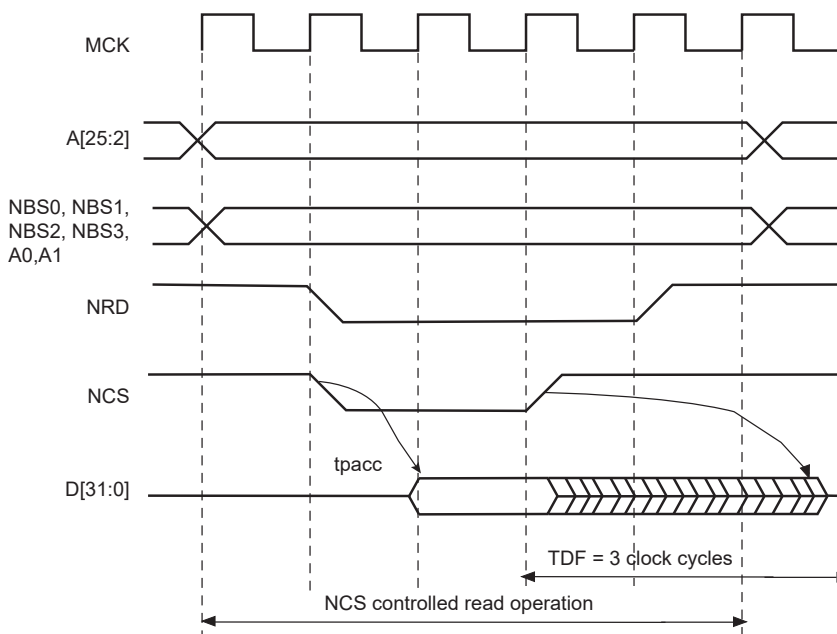 MCK
A[25:2]
NBS0, NBS1,
NBS2, NBS3,
A0,A1
NRD
NCS
tpacc
D[31:0]
TDF = 3 clock cycles
NCS controlled read operation